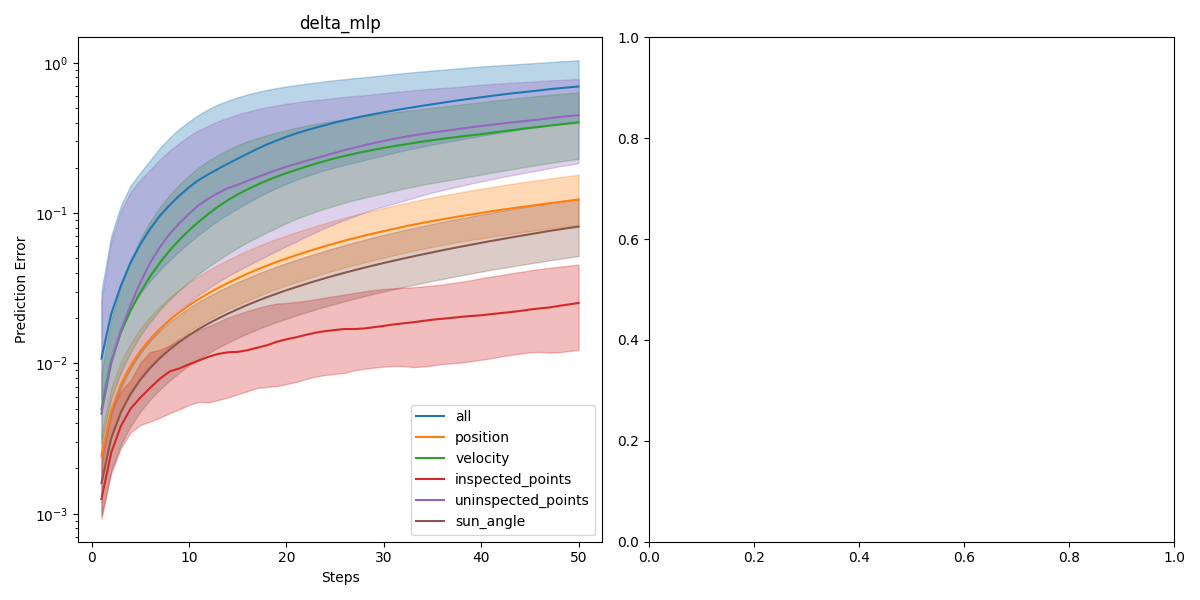 delta_mlp
Prediction Error
10⁰
10⁻¹
10⁻²
10⁻³
0 10 20 30 40 50
Steps
all
position
velocity
inspected_points
uninspected_points
sun_angle
1.0
0.8
0.6
0.4
0.2
0.0
0.0 0.2 0.4 0.6 0.8 1.0